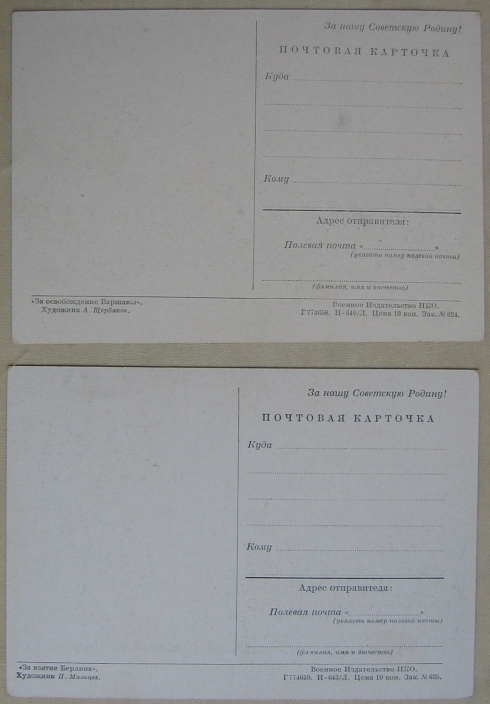 За нашу Советскую Родину!
ПОЧТОВАЯ КАРТОЧКА
Куда
Кому
Адрес отправителя:
Полевая почта « »
(указать номер полевой почты)
(фамилия, имя и отчество)
«За освобождение Варшавы».
Художник А. Щербаков.
Военное Издательство НКО.
Г774658. И-646/Л. Цена 10 коп. Зак. № 624.
За нашу Советскую Родину!
ПОЧТОВАЯ КАРТОЧКА
Куда
Кому
Адрес отправителя:
Полевая почта « »
(указать номер полевой почты)
(фамилия, имя и отчество)
«За взятие Берлина».
Художник П. Мальцев.
Военное Издательство НКО.
Г774659. Цена 10 коп. Зак. № 625.